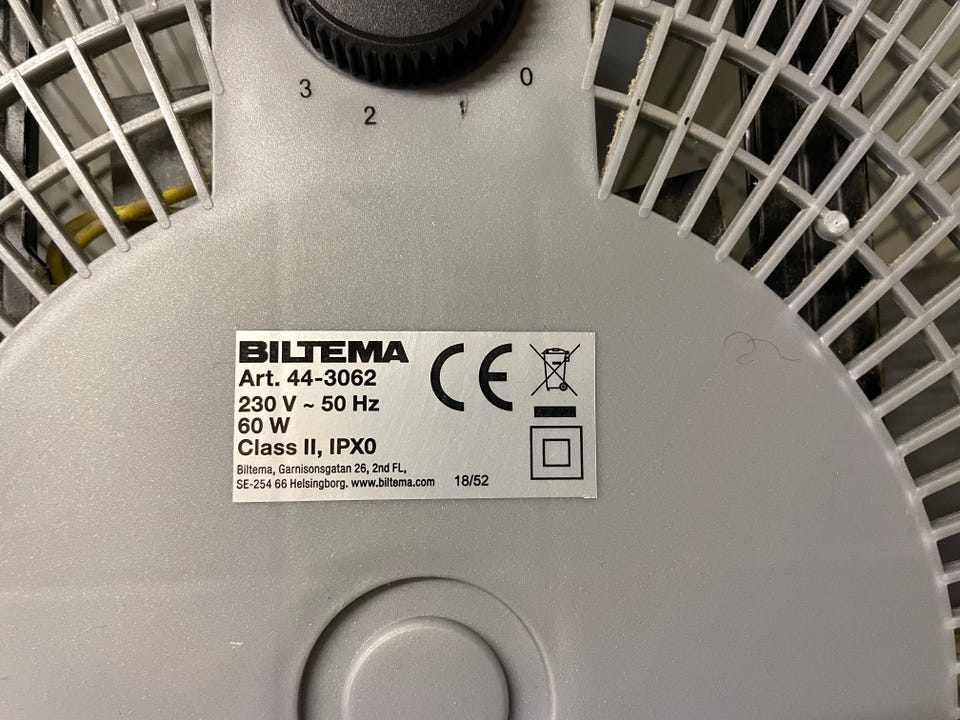 3 2 1 0
BILTEMA
Art. 44-3062
230 V ~ 50 Hz
60 W
Class II, IPX0
Biltema, Garnisonsgatan 26, 2nd FL,
SE-254 66 Helsingborg. www.biltema.com 18/52
CE